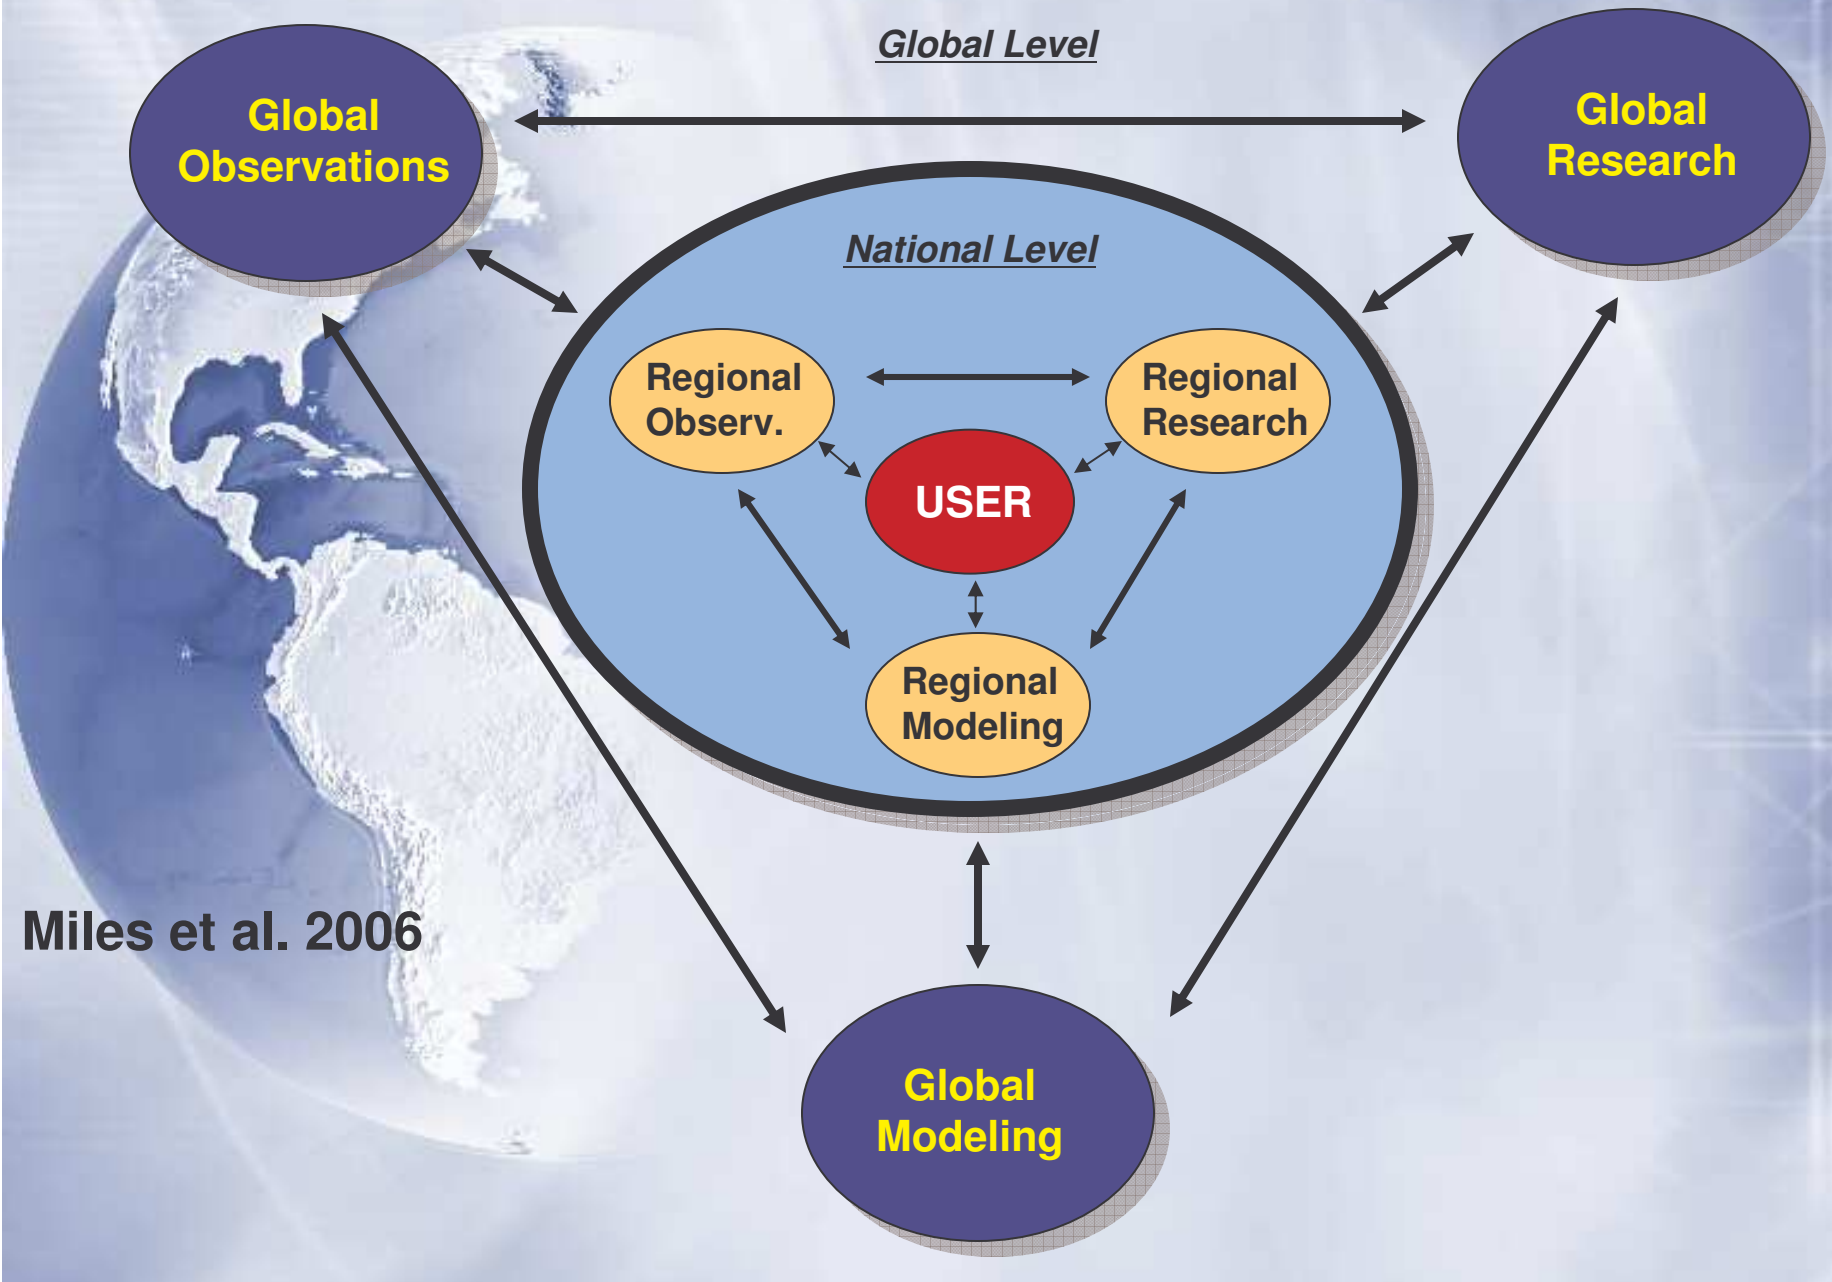 Global Level
Global
Observations
Global
Research
National Level
Regional
Observ.
Regional
Research
USER
Regional
Modeling
Miles et al. 2006
Global
Modeling